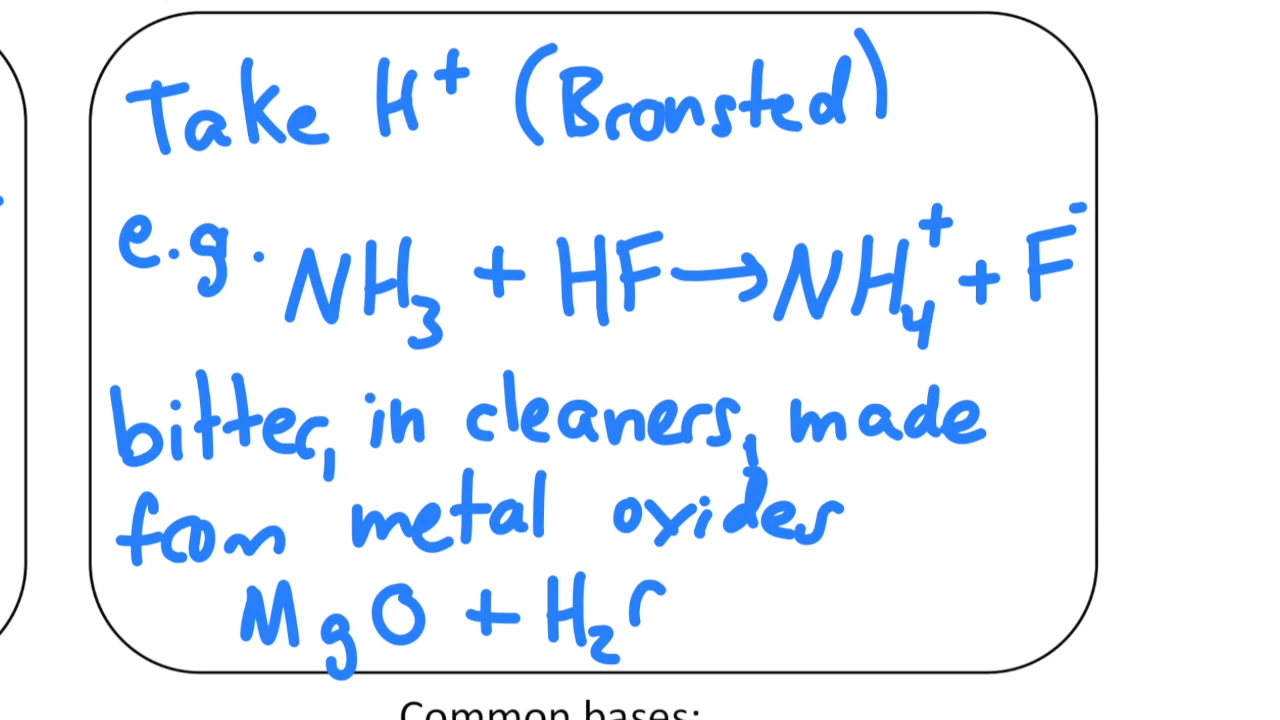 Take H⁺ (Bronsted)
e.g. NH₃ + HF → NH₄⁺ + F⁻
bitter, in cleaners, made
from metal oxides
MgO + H₂
Common bases: